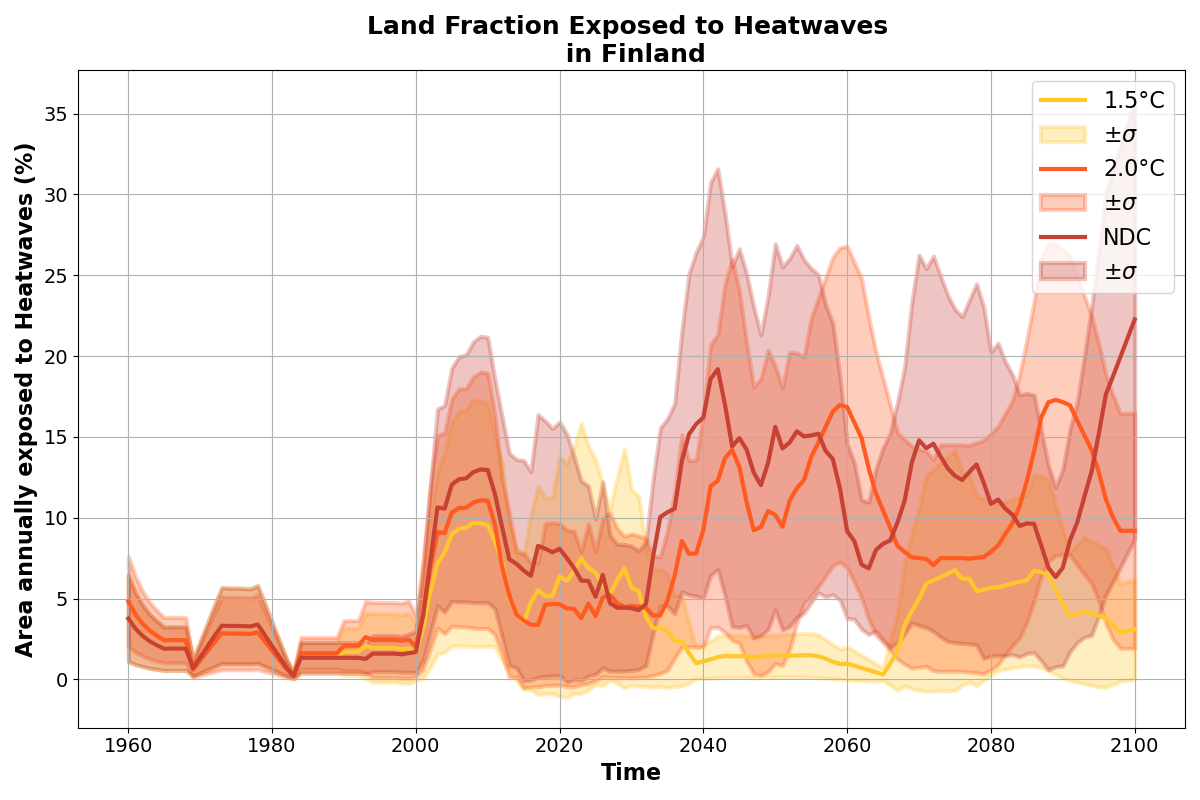 Land Fraction Exposed to Heatwaves
in Finland
Area annually exposed to Heatwaves (%)
35
30
25
20
15
10
5
0
1960 1980 2000 2020 2040 2060 2080 2100
Time
1.5°C
±σ
2.0°C
±σ
NDC
±σ